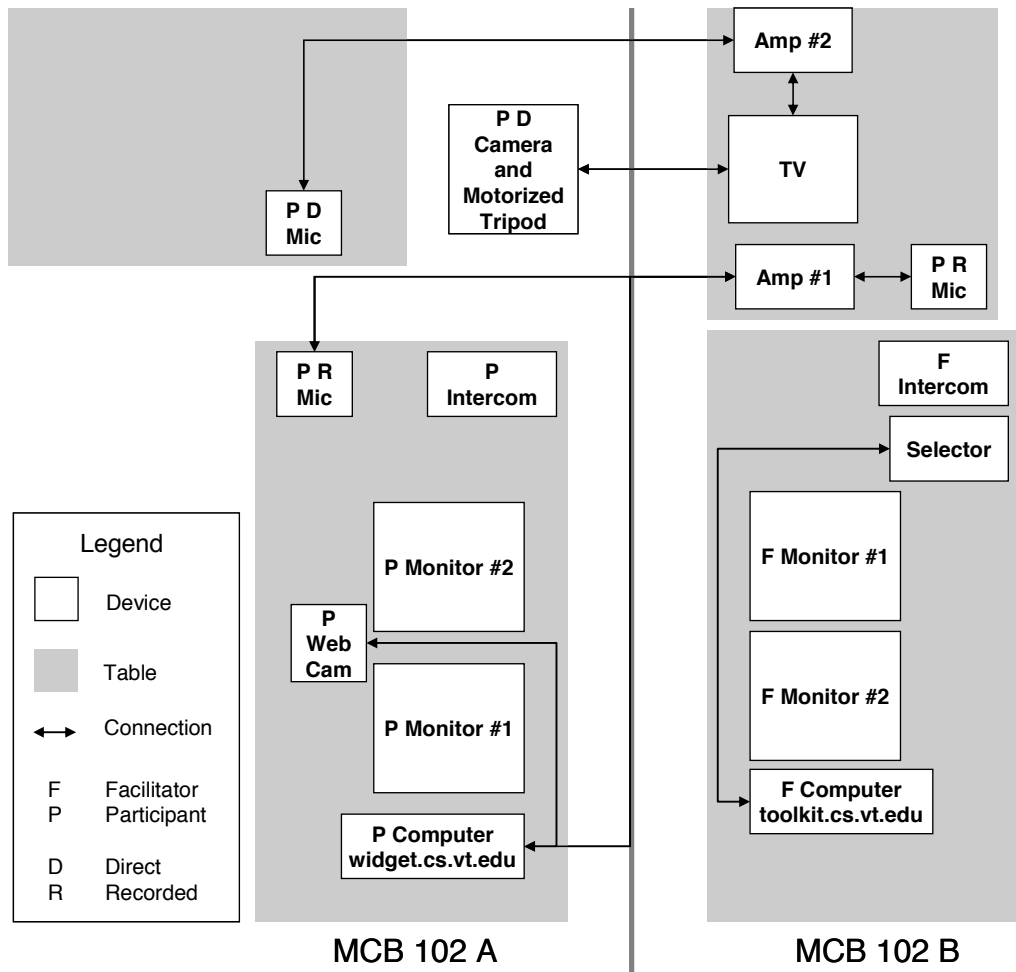 Amp #2
P D
Camera
and
Motorized
Tripod
TV
P D
Mic
Amp #1
P R
Mic
P R
Mic
P
Intercom
F
Intercom
Selector
P Monitor #2
F Monitor #1
P
Web
Cam
P Monitor #1
F Monitor #2
P Computer
widget.cs.vt.edu
F Computer
toolkit.cs.vt.edu
Legend
Device
Table
Connection
F Facilitator
P Participant
D Direct
R Recorded
MCB 102 A
MCB 102 B